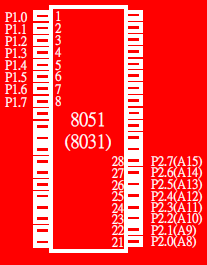 P1.0 1
P1.1 2
P1.2 3
P1.3 4
P1.4 5
P1.5 6
P1.6 7
P1.7 8
8051
(8031)
28 P2.7(A15)
27 P2.6(A14)
26 P2.5(A13)
25 P2.4(A12)
24 P2.3(A11)
23 P2.2(A10)
22 P2.1(A9)
21 P2.0(A8)